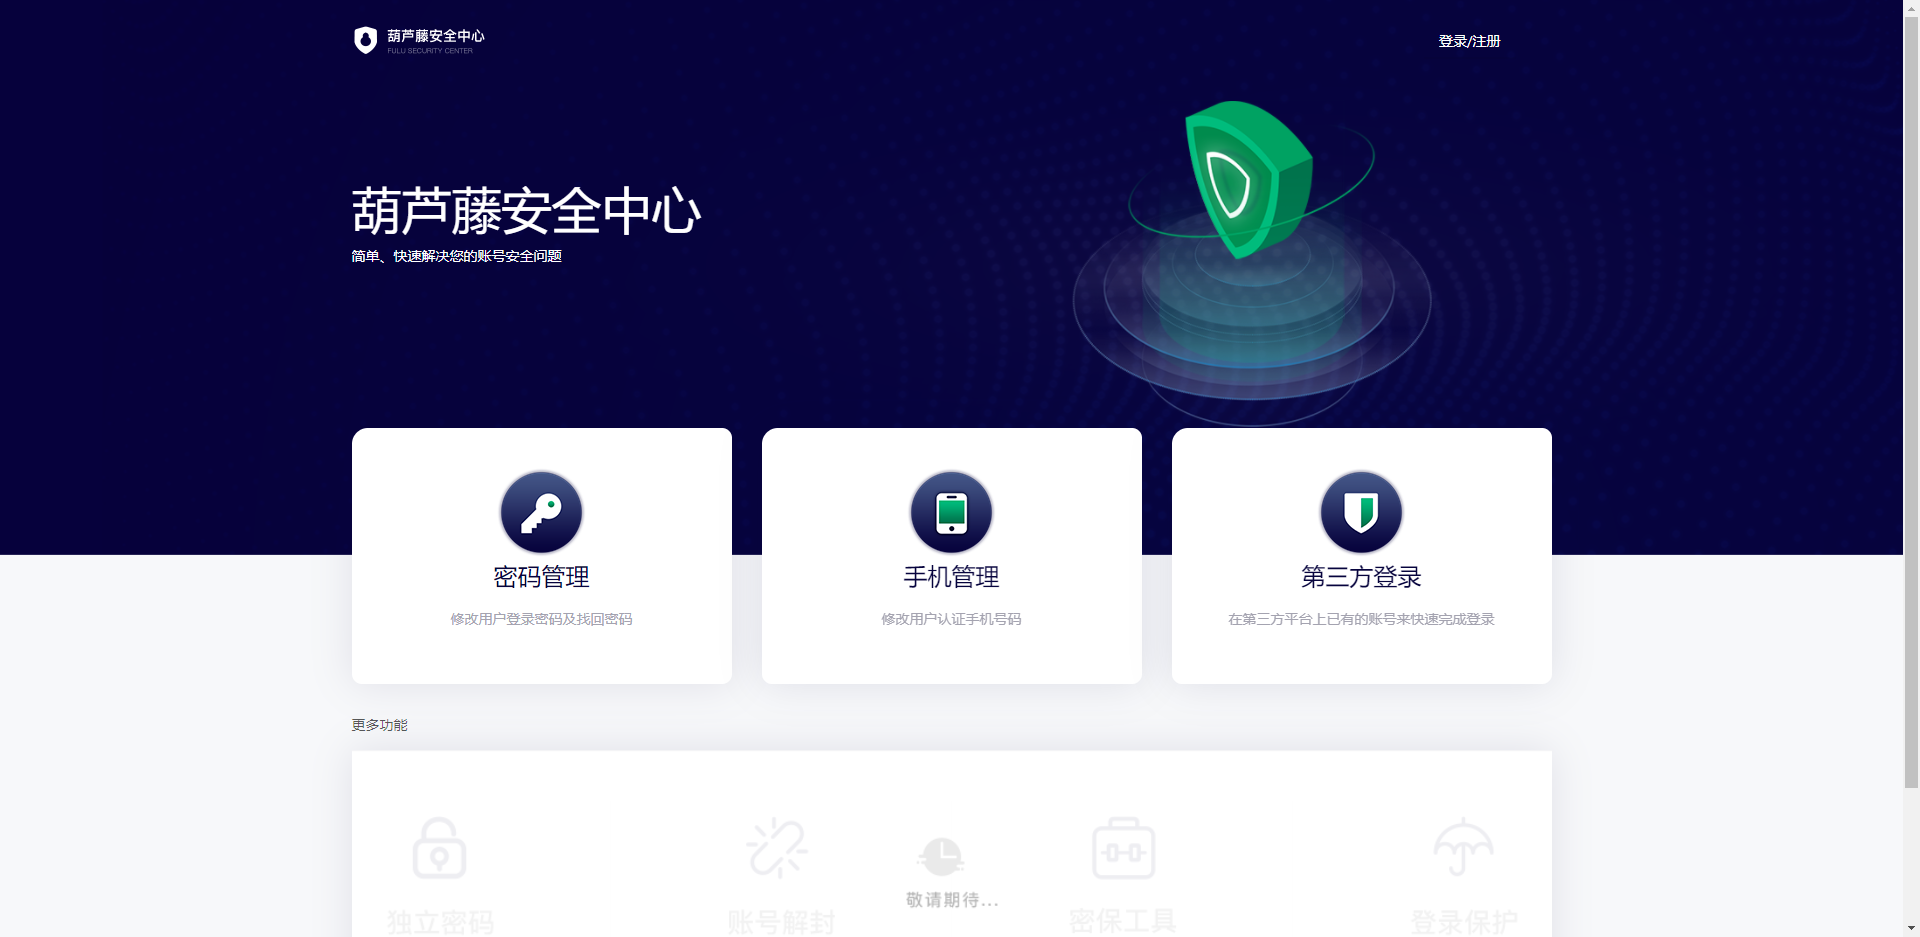 葫芦藤安全中心
FULU SECURITY CENTER
登录/注册
葫芦藤安全中心
简单、快速解决您的账号安全问题
密码管理
修改用户登录密码及找回密码
手机管理
修改用户认证手机号码
第三方登录
在第三方平台上已有的账号来快速完成登录
更多功能
敬请期待...
独立密码
账号解封
密保工具
登录保护